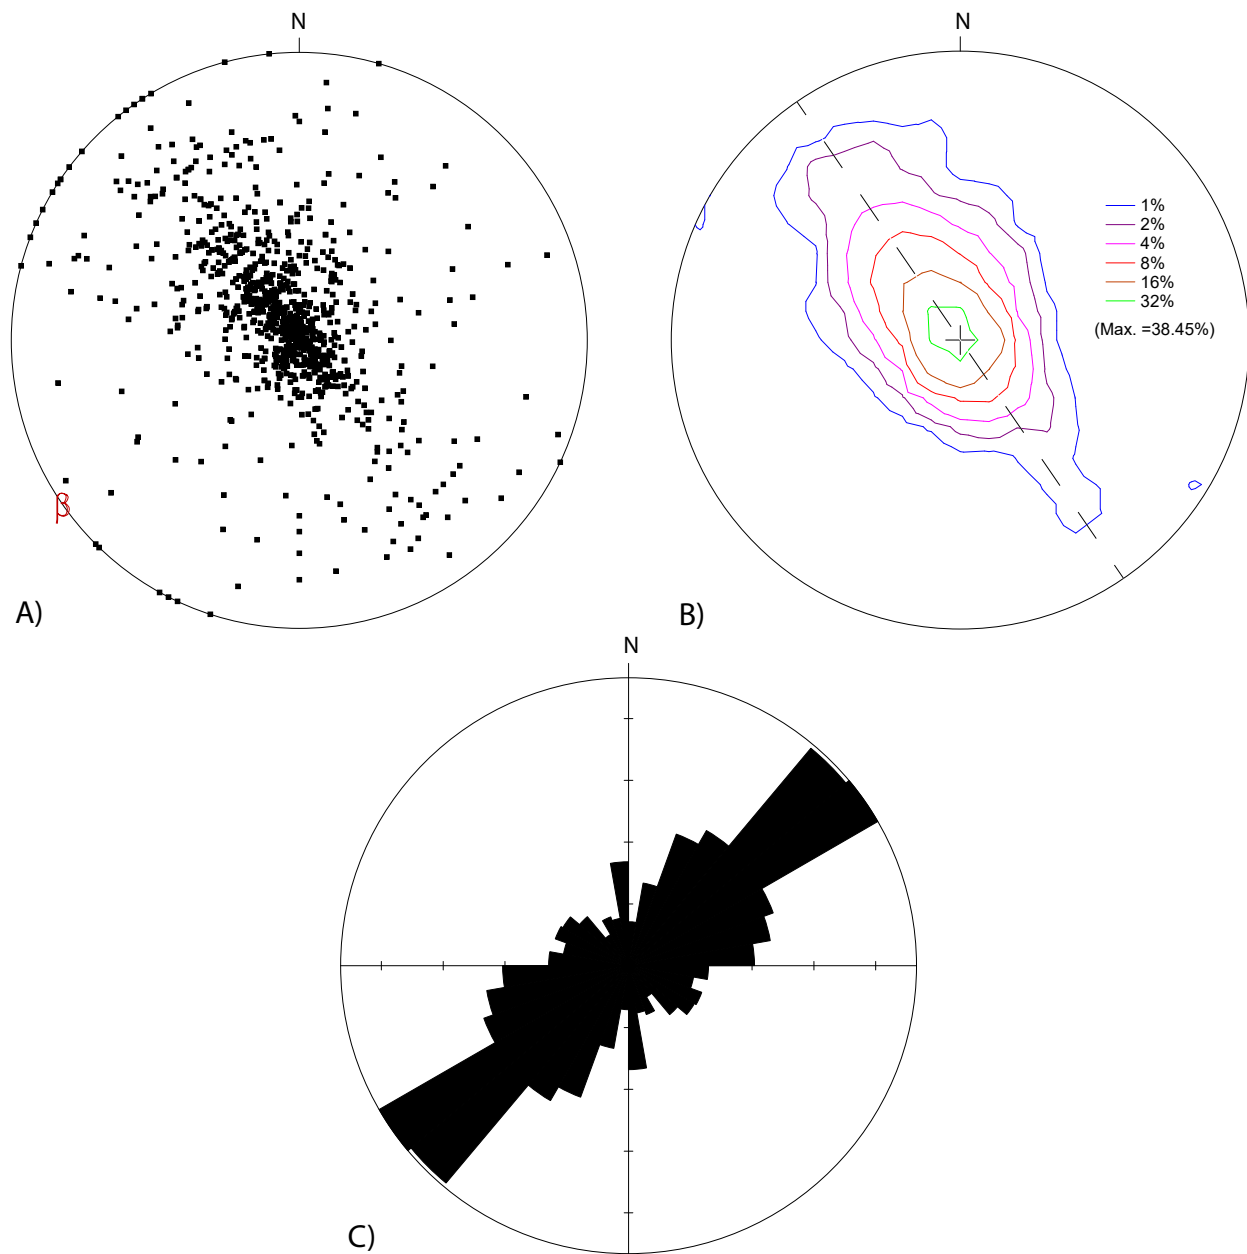 N
N
1%
2%
4%
8%
16%
32%
(Max. =38.45%)
β
A)
B)
N
C)